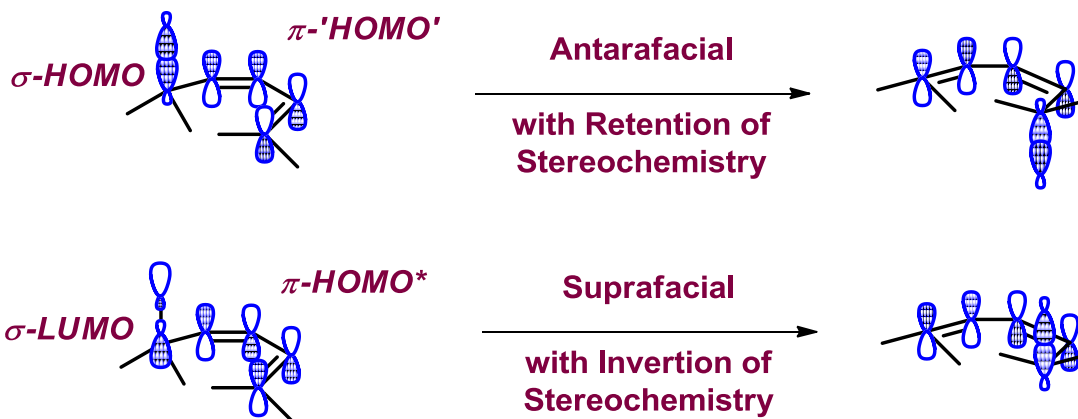 π-'HOMO'
σ-HOMO
Antarafacial
with Retention of
Stereochemistry
π-HOMO*
σ-LUMO
Suprafacial
with Invertion of
Stereochemistry